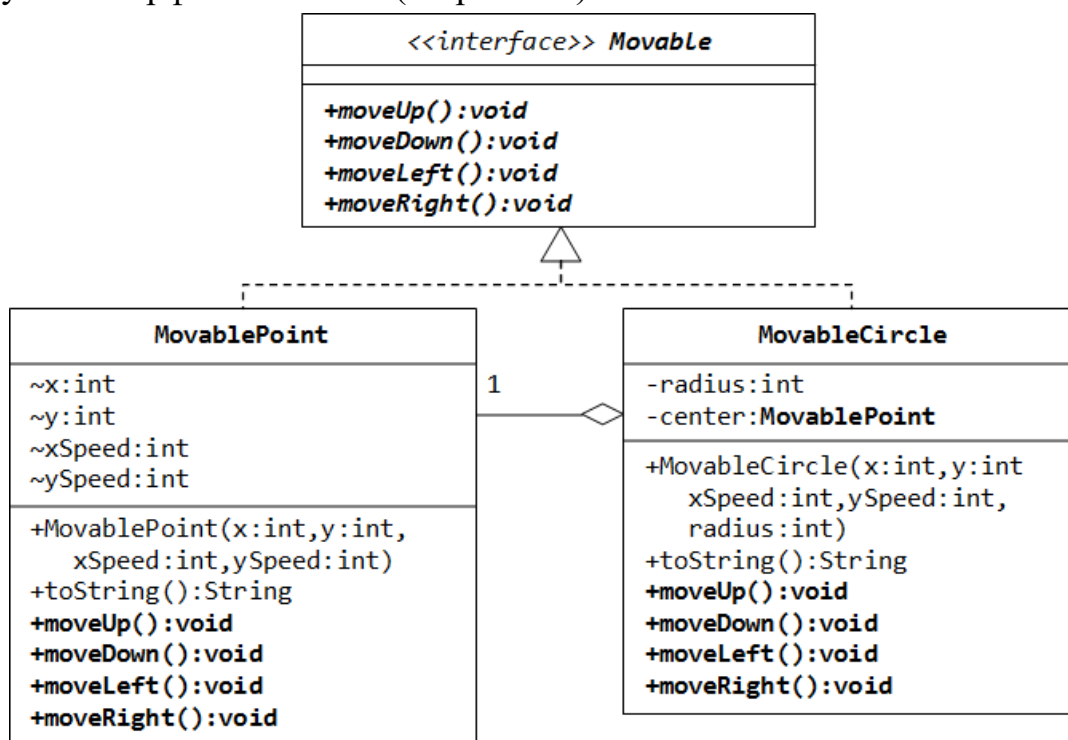 <<interface>> Movable
+moveUp():void
+moveDown():void
+moveLeft():void
+moveRight():void
MovablePoint
~x:int
~y:int
~xSpeed:int
~ySpeed:int
+MovablePoint(x:int,y:int,
xSpeed:int,ySpeed:int)
+toString():String
+moveUp():void
+moveDown():void
+moveLeft():void
+moveRight():void
1
MovableCircle
-radius:int
-center:MovablePoint
+MovableCircle(x:int,y:int
xSpeed:int,ySpeed:int,
radius:int)
+toString():String
+moveUp():void
+moveDown():void
+moveLeft():void
+moveRight():void